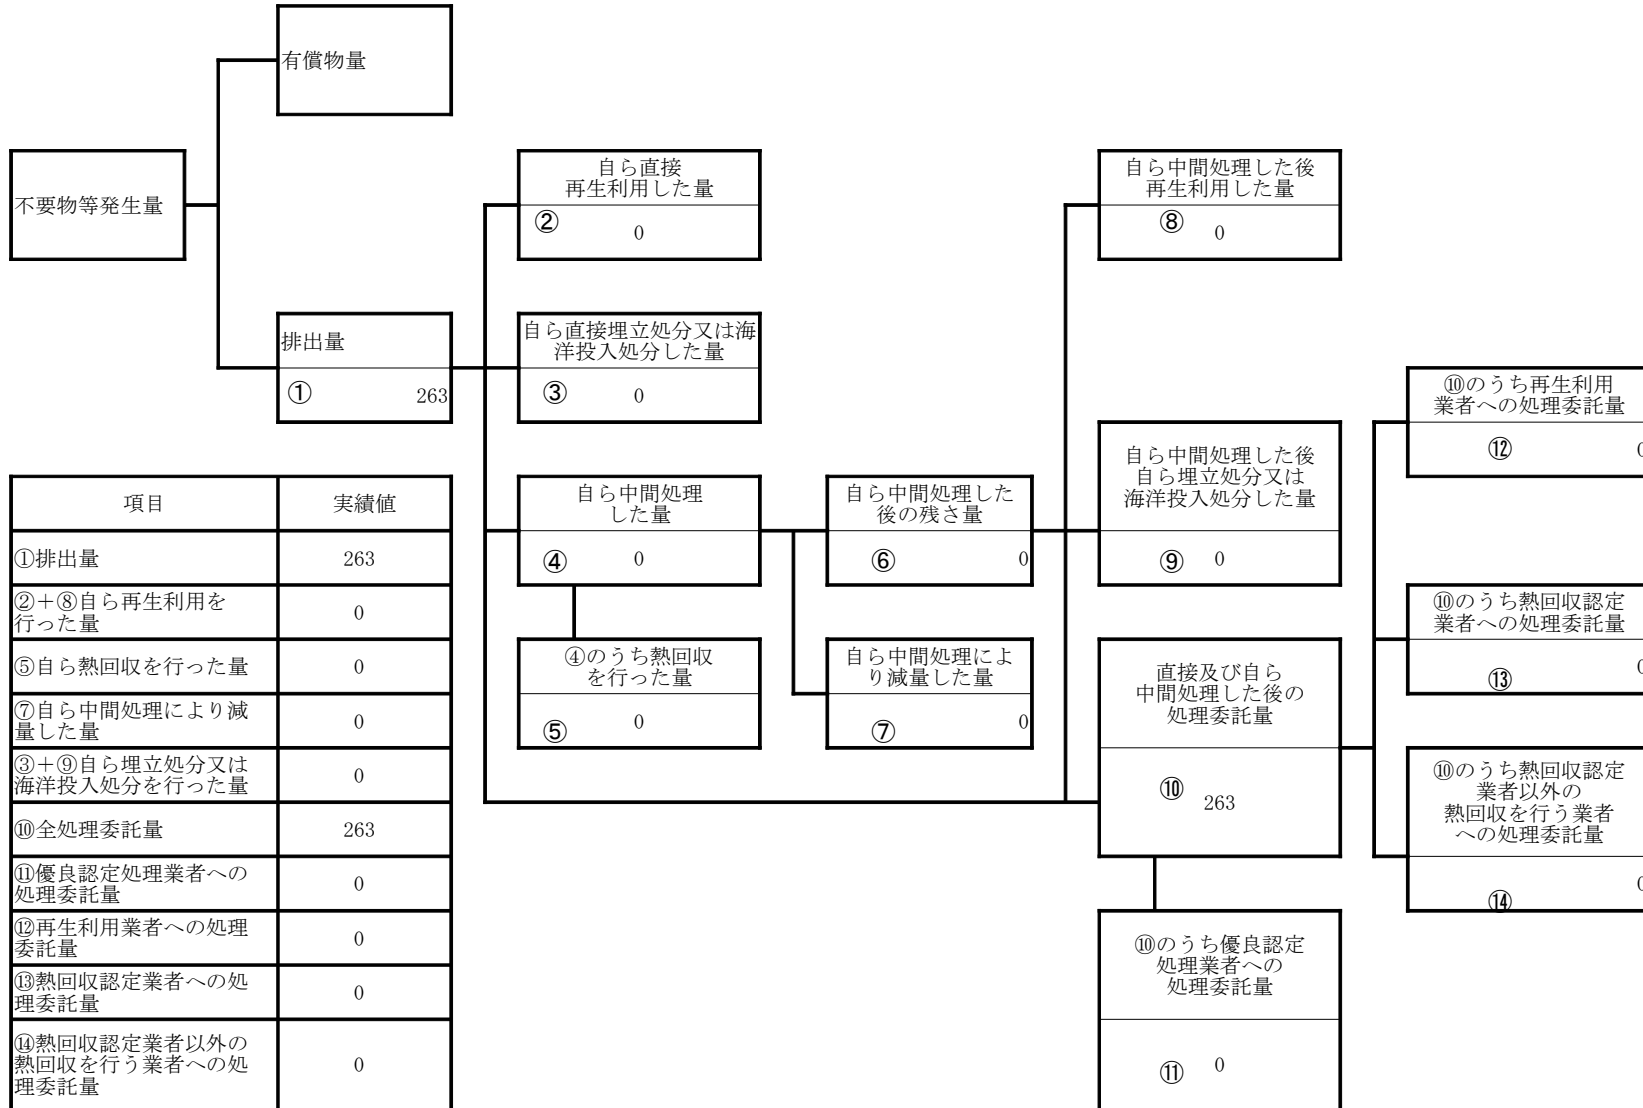 有償物量
不要物等発生量
排出量
① 263
自ら直接
再生利用した量
② 0
自ら直接埋立処分又は海
洋投入処分した量
③ 0
自ら中間処理
した量
④ 0
④のうち熱回収
を行った量
⑤ 0
自ら中間処理した
後の残さ量
⑥ 0
自ら中間処理によ
り減量した量
⑦ 0
自ら中間処理した後
再生利用した量
⑧ 0
自ら中間処理した後
自ら埋立処分又は
海洋投入処分した量
⑨ 0
直接及び自ら
中間処理した後の
処理委託量
⑩ 263
⑩のうち優良認定
処理業者への
処理委託量
⑪ 0
⑩のうち再生利用
業者への処理委託量
⑫ 0
⑩のうち熱回収認定
業者への処理委託量
⑬ 0
⑩のうち熱回収認定
業者以外の
熱回収を行う業者
への処理委託量
⑭ 0
項目 実績値
①排出量 263
②+⑧自ら再生利用を
行った量 0
⑤自ら熱回収を行った量 0
⑦自ら中間処理により減
量した量 0
③+⑨自ら埋立処分又は
海洋投入処分を行った量 0
⑩全処理委託量 263
⑪優良認定処理業者への
処理委託量 0
⑫再生利用業者への処理
委託量 0
⑬熱回収認定業者への処
理委託量 0
⑭熱回収認定業者以外の
熱回収を行う業者への処
理委託量 0